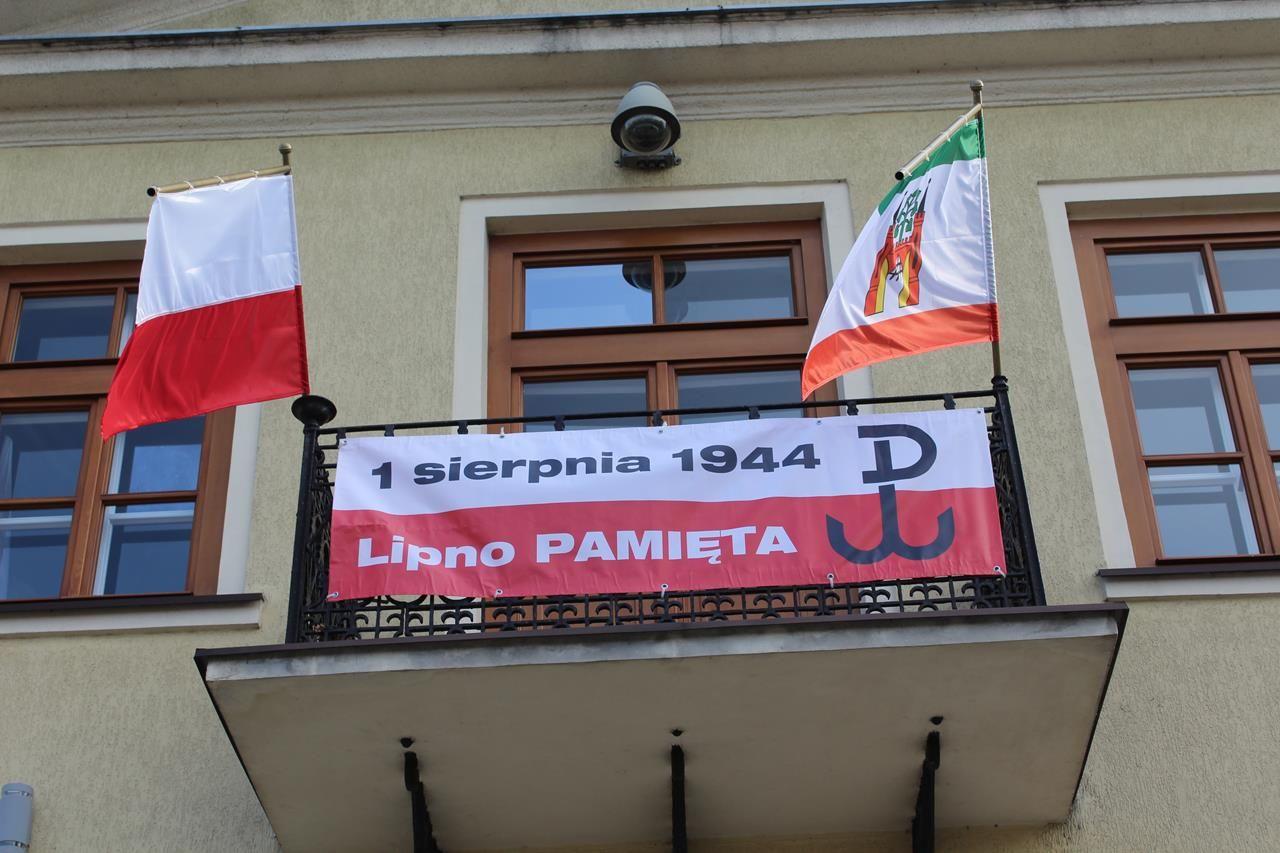 1 sierpnia 1944
Lipno PAMIĘTA